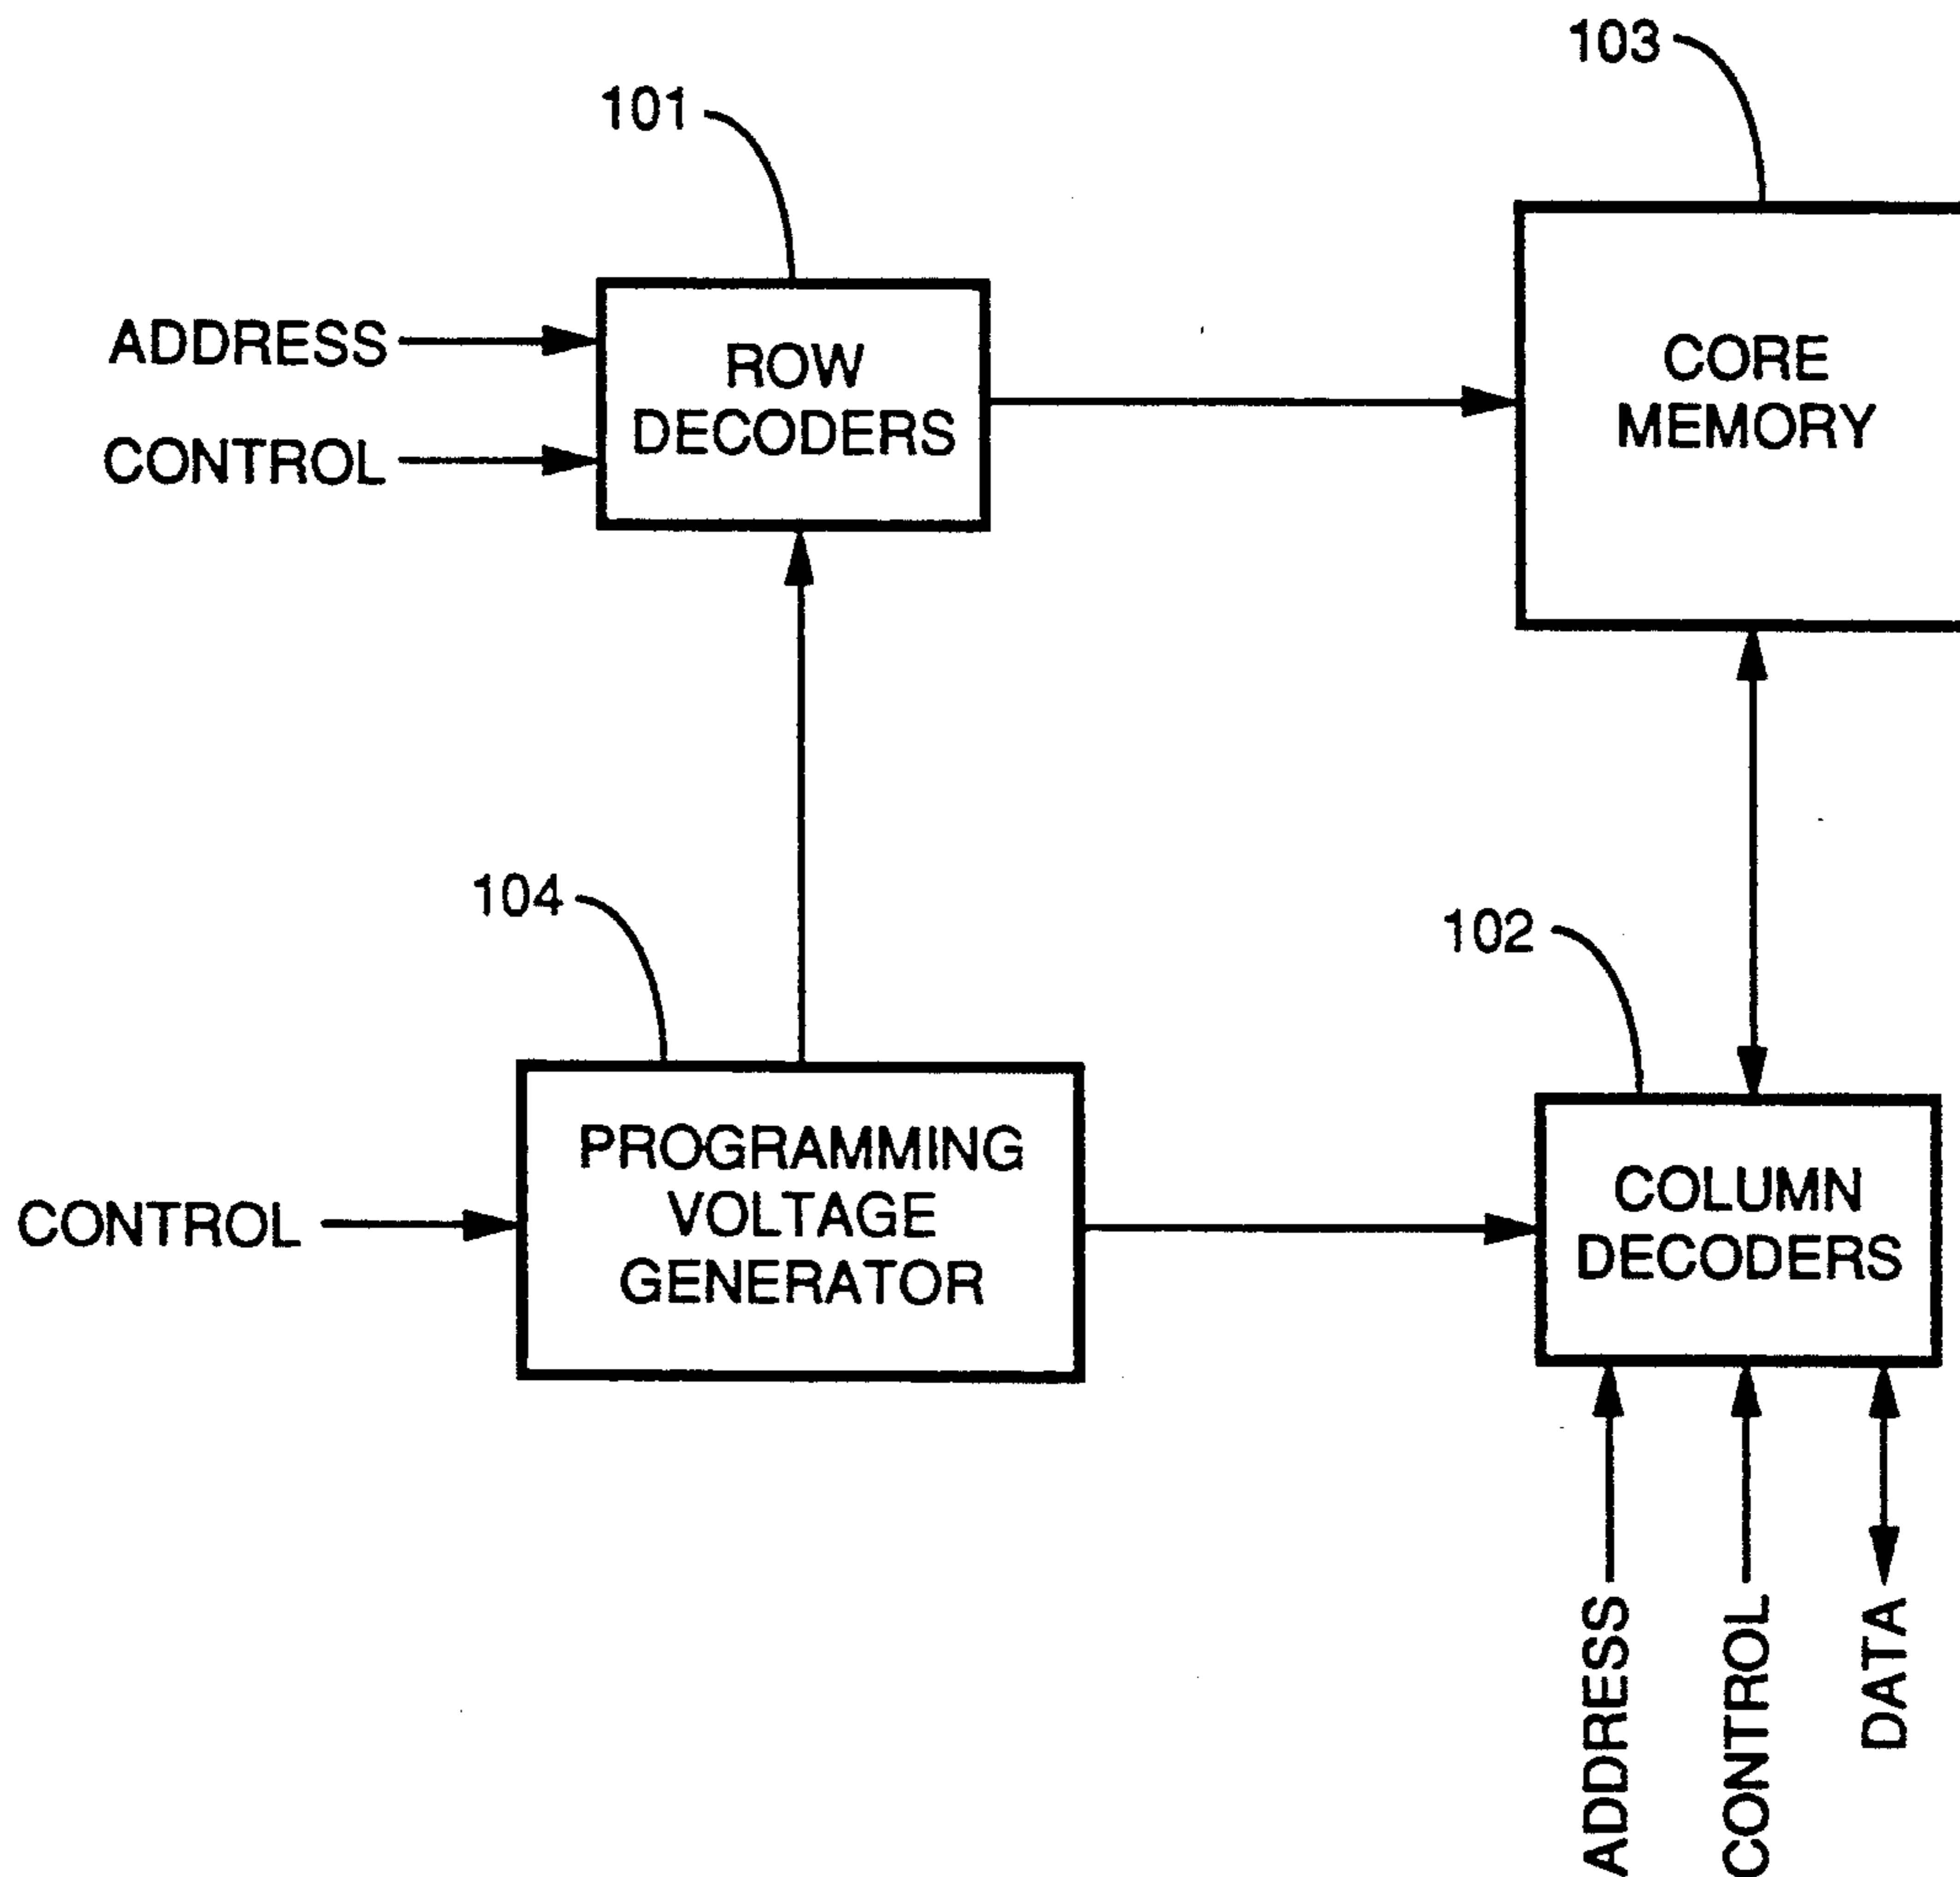 103
101
ADDRESS
CONTROL
ROW
DECODERS
CORE
MEMORY
104
102
CONTROL
PROGRAMMING
VOLTAGE
GENERATOR
COLUMN
DECODERS
ADDRESS
CONTROL
DATA